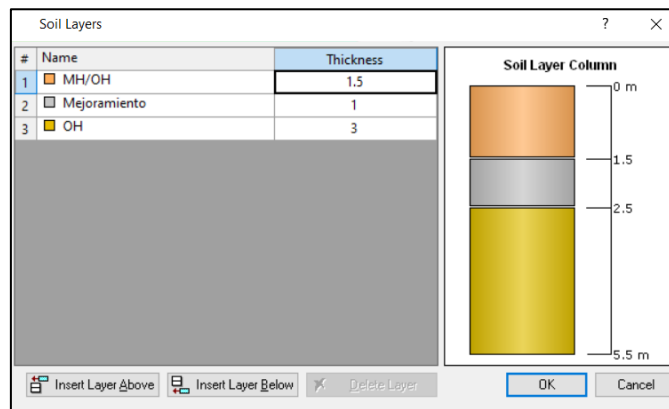 Soil Layers ? ×
# Name Thickness
1 MH/OH 1.5
2 Mejoramiento 1
3 OH 3
Soil Layer Column
0 m
1.5
2.5
5.5 m
Insert Layer Above Insert Layer Below Delete Layer OK Cancel